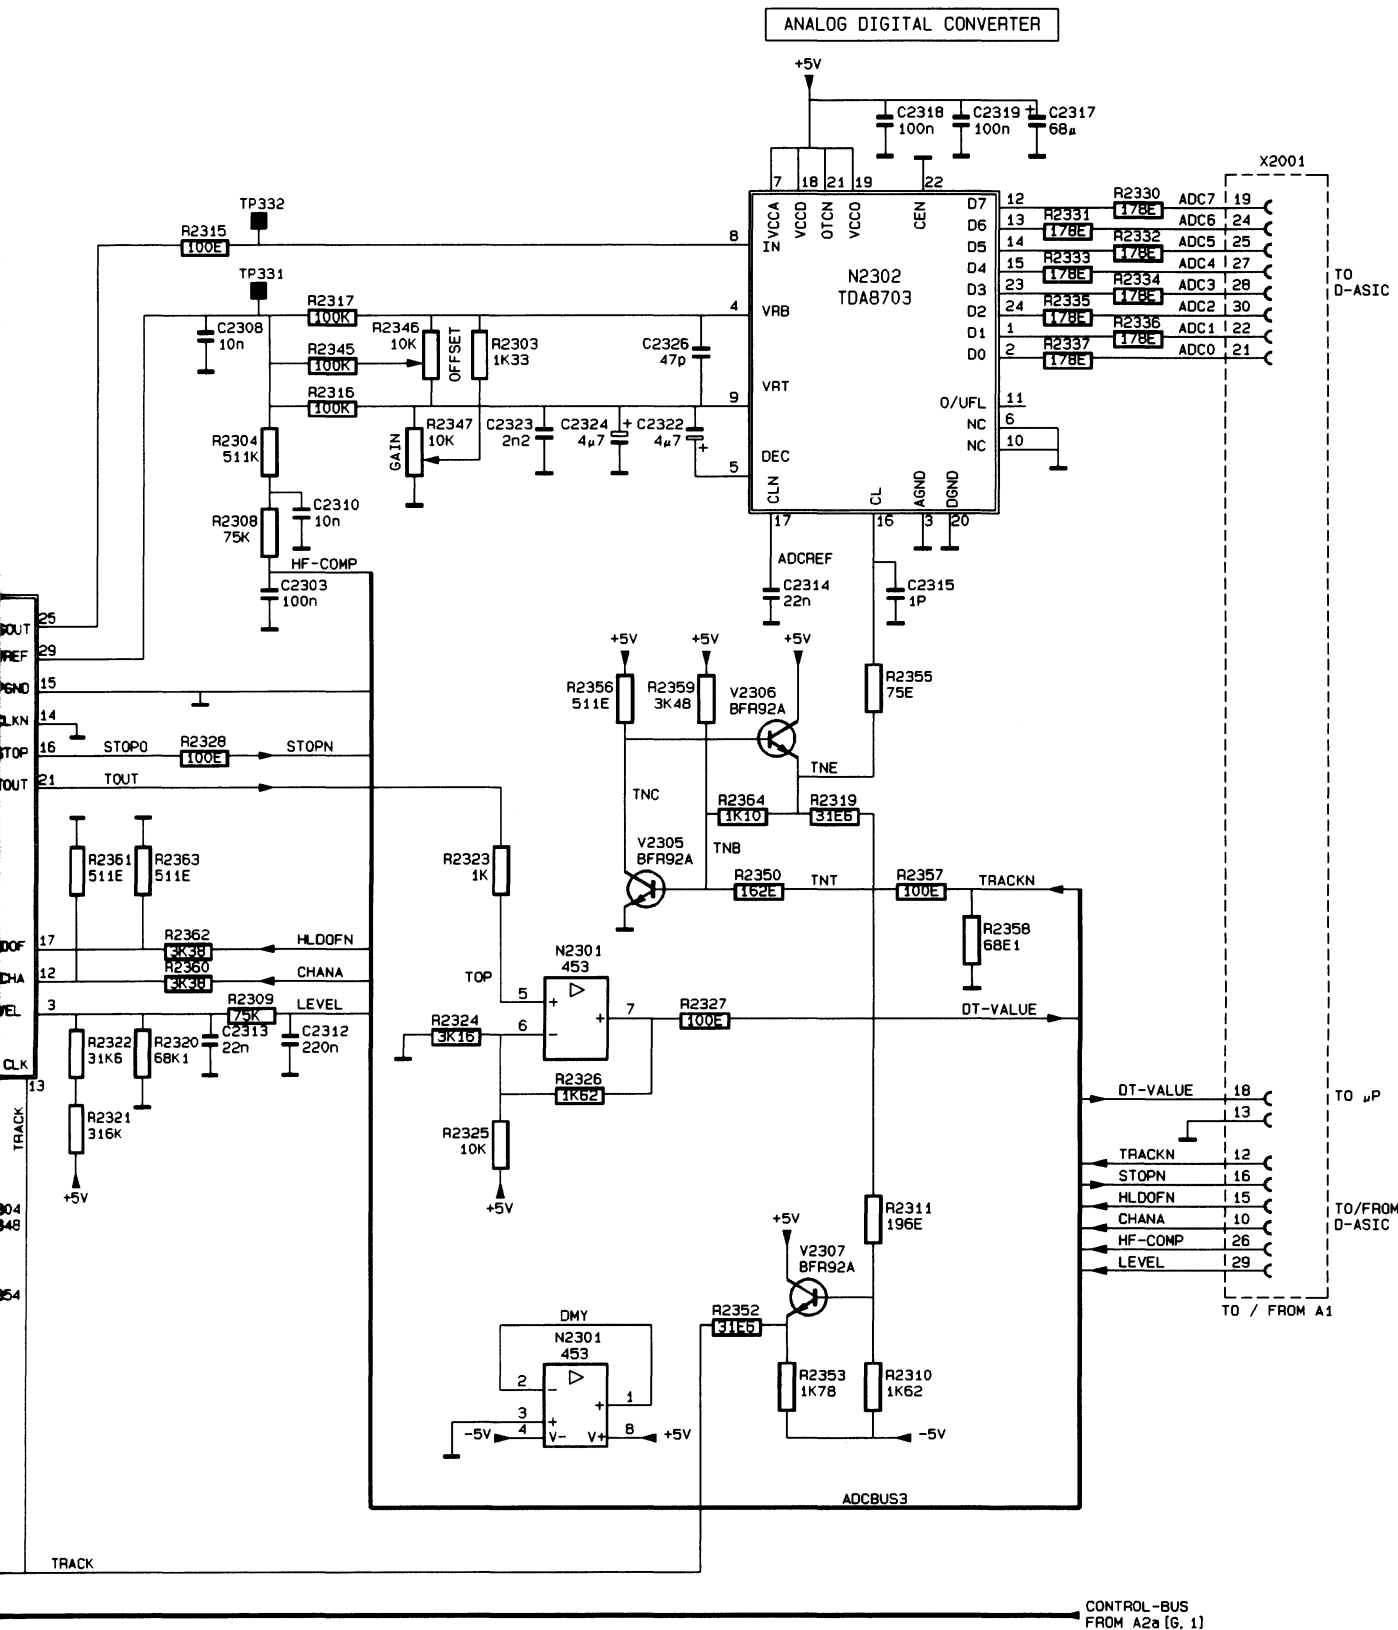 ANALOG DIGITAL CONVERTER
+5V
C2318
100n
C2319
100n
+
C2317
68µ
X2001
7
18
21
19
22
VCCA
VCCD
OTCN
VCCO
CEN
TP332
R2315
100E
8
IN
N2302
TDA8703
D7
12
R2330
178E
ADC7
19
D6
13
R2331
178E
ADC6
24
D5
14
R2332
178E
ADC5
25
D4
15
R2333
178E
ADC4
27
D3
23
R2334
178E
ADC3
28
D2
24
R2335
178E
ADC2
30
D1
1
R2336
178E
ADC1
22
D0
2
R2337
178E
ADC0
21
TO
D-ASIC
TP331
C2308
10n
R2317
100K
R2345
100K
R2316
100K
R2346
10K
OFFSET
R2303
1K33
C2326
47p
4
VRB
VRT
9
O/UFL
11
NC
6
NC
10
R2304
511K
GAIN
R2347
10K
C2323
2n2
C2324
4µ7
+
C2322
4µ7
+
5
DEC
CLN
CL
AGND
DGND
17
16
3
20
R2308
75K
C2310
10n
HF-COMP
C2303
100n
ADCREF
C2314
22n
C2315
1P
25
29
15
14
16
21
STOPO
R2328
100E
STOPN
TOUT
+5V
+5V
+5V
R2356
511E
R2359
3K48
V2306
BFR92A
R2355
75E
TNE
TNC
R2364
1K10
R2319
31E6
TNB
V2305
BFR92A
R2350
162E
TNT
R2357
100E
TRACKN
R2358
68E1
R2361
511E
R2363
511E
R2323
1K
17
R2362
3K38
HLDOFN
12
R2360
3K38
CHANA
3
R2309
75K
LEVEL
R2322
31K6
R2320
68K1
C2313
22n
C2312
220n
CLK
13
TRACK
R2321
316K
+5V
TOP
N2301
453
5
+
6
-
+
7
R2324
3K16
R2327
100E
DT-VALUE
R2326
1K62
R2325
10K
+5V
DT-VALUE
18
13
TO µP
TRACKN
12
STOPN
16
HLDOFN
15
CHANA
10
HF-COMP
26
LEVEL
29
TO/FROM
D-ASIC
TO / FROM A1
R2311
196E
+5V
V2307
BFR92A
R2352
31E6
R2353
1K78
R2310
1K62
-5V
DMY
N2301
453
2
-
3
+
4
V-
+
1
V+
8
-5V
+5V
ADCBUS3
TRACK
CONTROL-BUS
FROM A2a [G, 1]